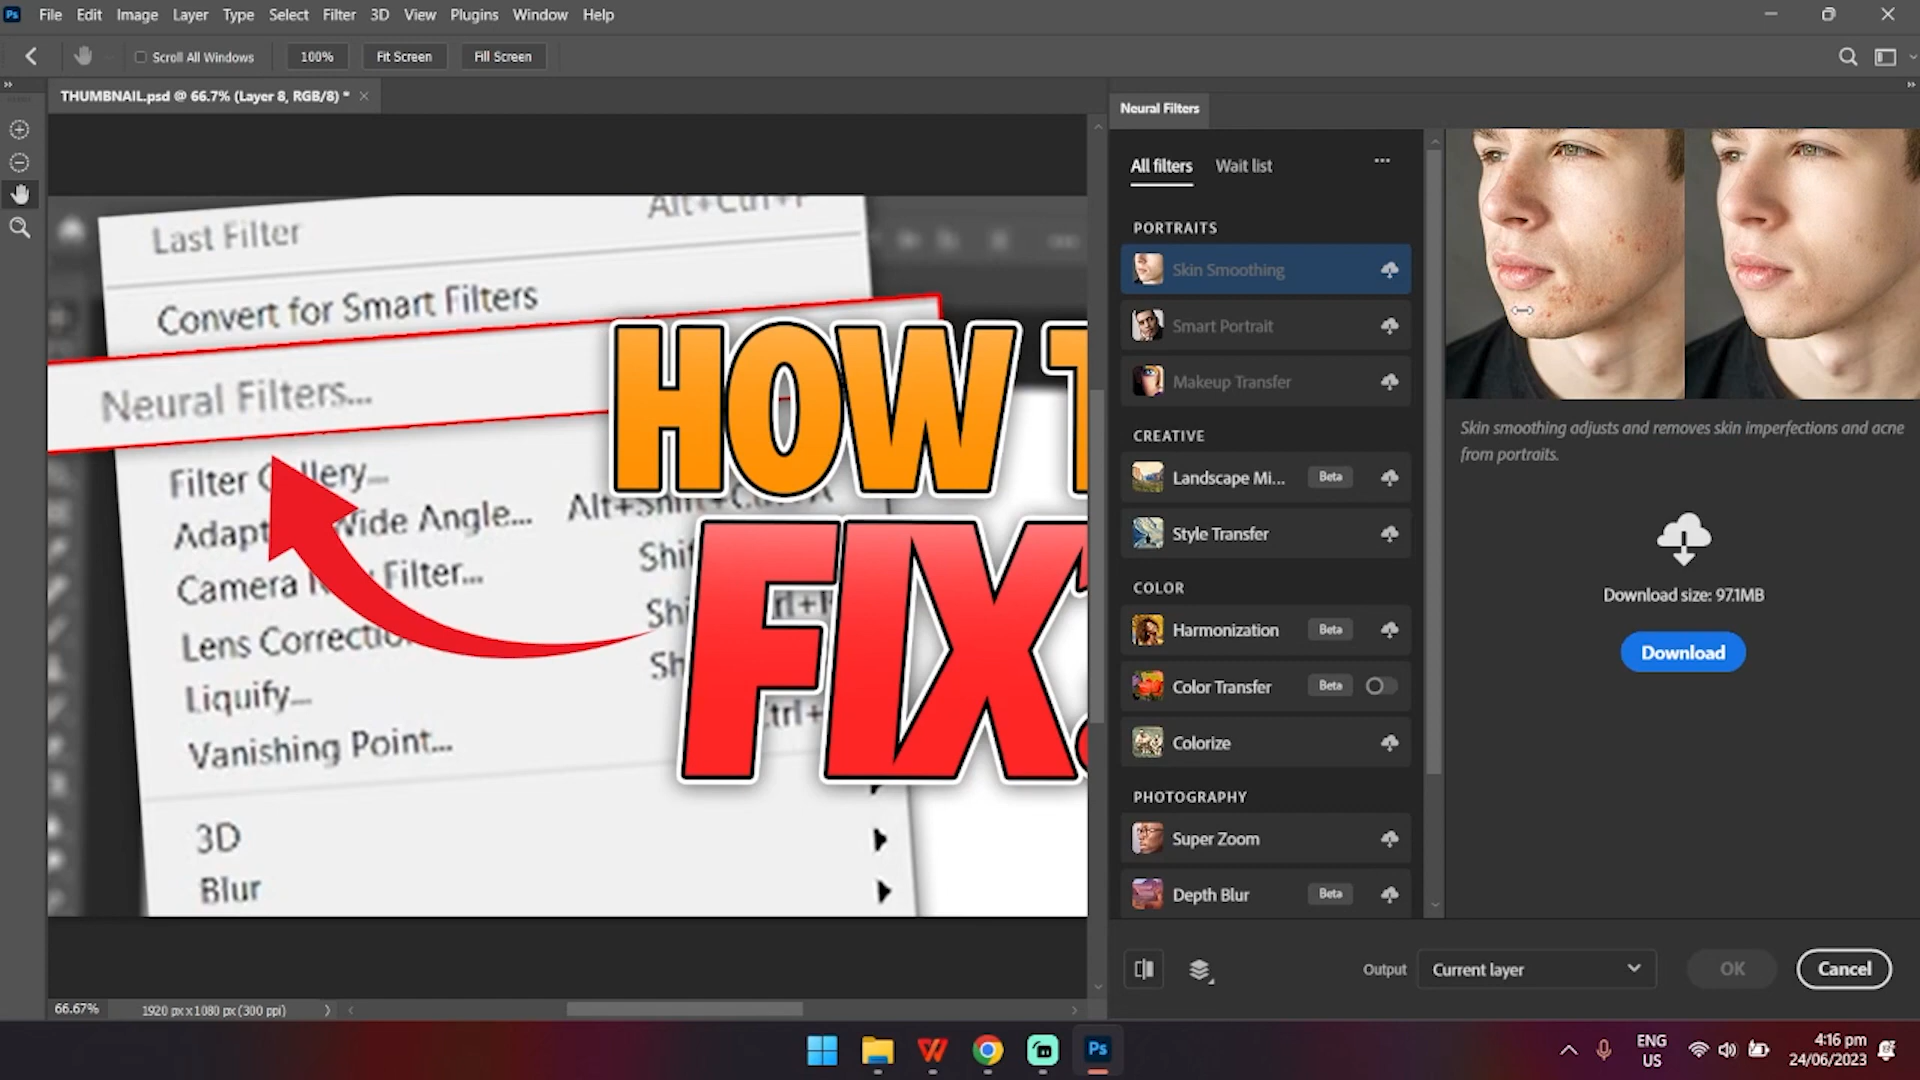 Ps File Edit Image Layer Type Select Filter 3D View Plugins Window Help
Scroll All Windows 100% Fit Screen Fill Screen
THUMBNAIL.psd @ 66.7% (Layer 8, RGB/8) *
Last Filter Alt+Ctrl+F
Convert for Smart Filters
Neural Filters...
Filter Gallery...
Wide Angle...
Camera Filter...
Lens
Liquify...
Vanishing Point...
3D
Blur
HOW
FIX
66.67% 1920 px x 1080 px (300 ppi)
Neural Filters
All filters Wait list
PORTRAITS
Skin Smoothing
Smart Portrait
Makeup Transfer
CREATIVE
Landscape Mi... Beta
Style Transfer
COLOR
Harmonization Beta
Color Transfer Beta
Colorize
PHOTOGRAPHY
Super Zoom
Depth Blur Beta
Skin smoothing adjusts and removes skin imperfections and acne
from portraits.
Download size: 97.1MB
Download
Output Current layer OK Cancel
Ps
ENG
US
4:16 pm
24/06/2023